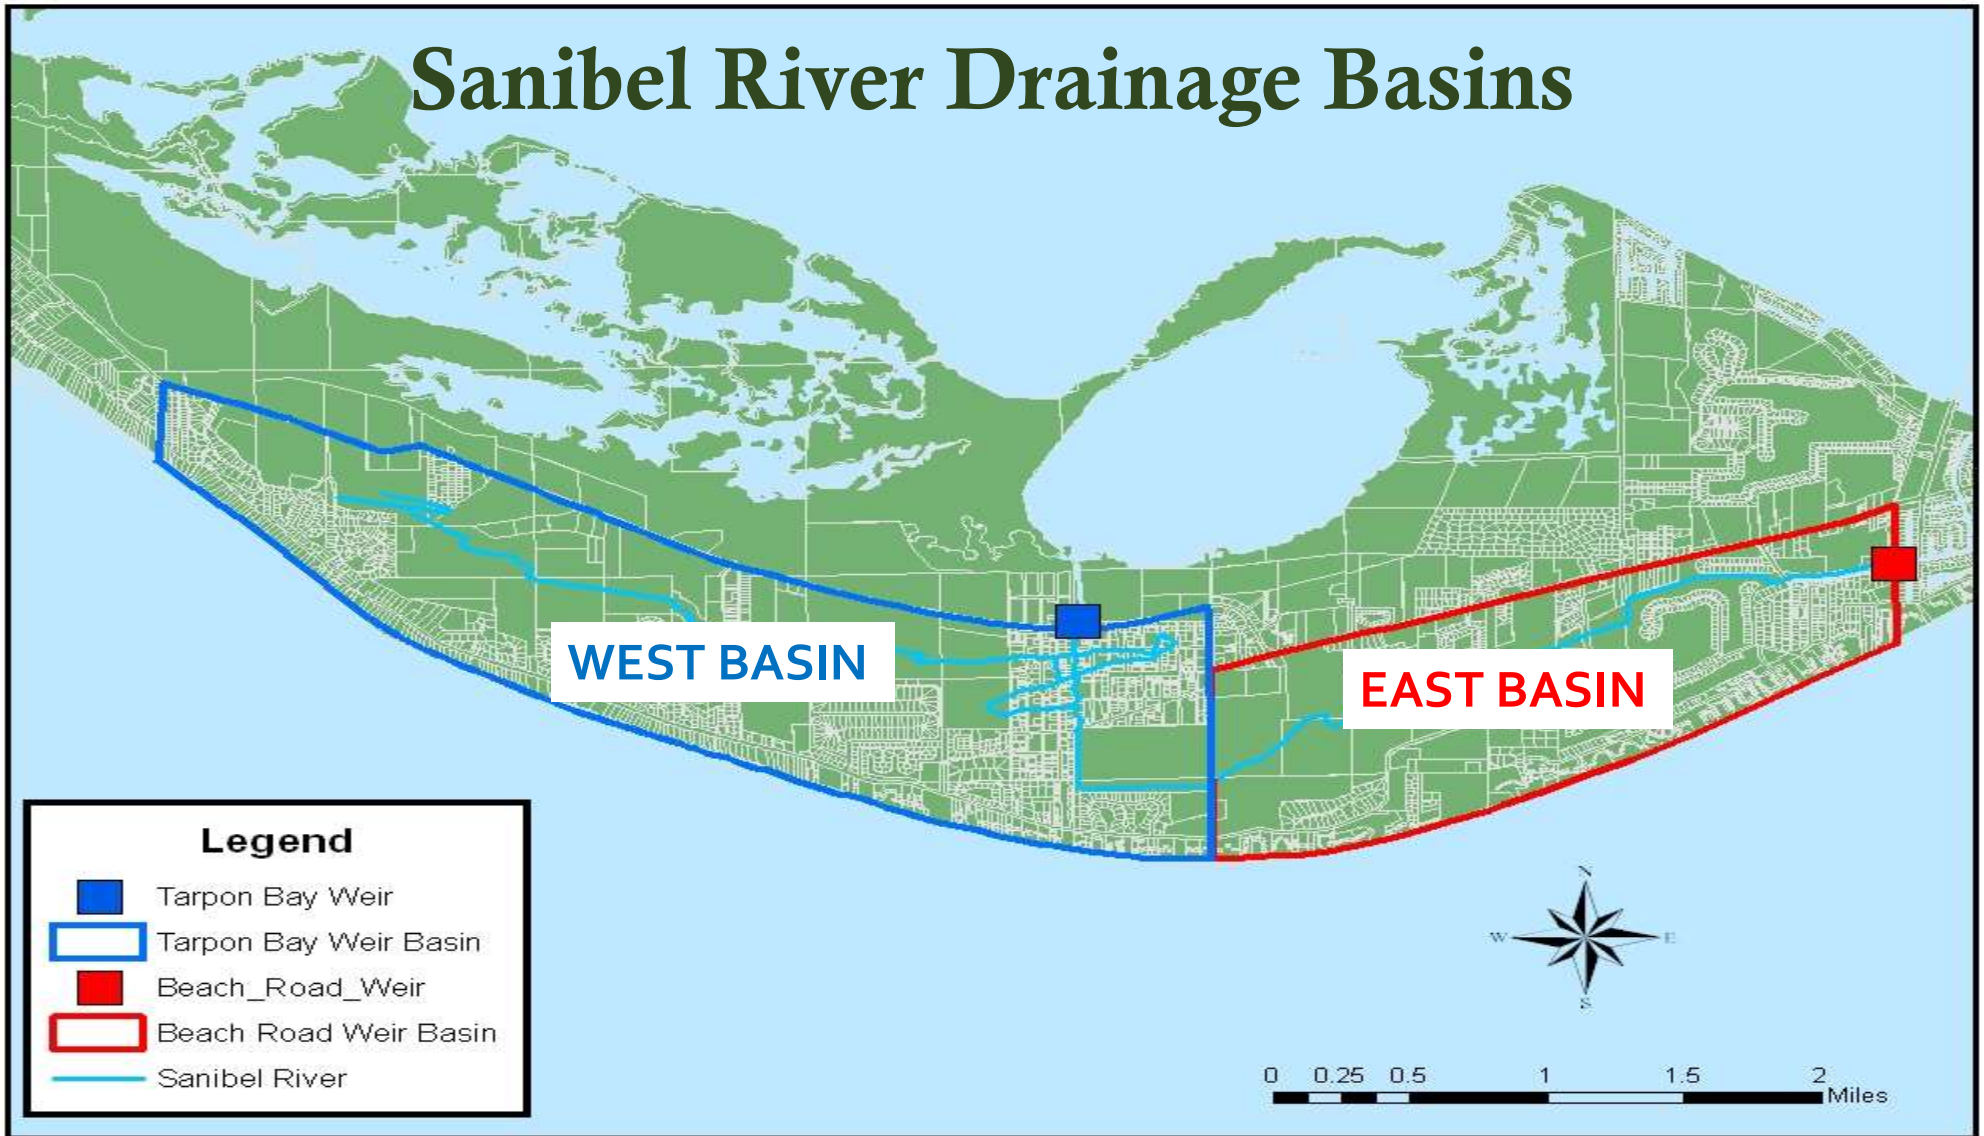 Sanibel River Drainage Basins
WEST BASIN
EAST BASIN
Legend
Tarpon Bay Weir
Tarpon Bay Weir Basin
Beach_Road_Weir
Beach Road Weir Basin
Sanibel River
N
W E
S
0 0.25 0.5 1 1.5 2
Miles